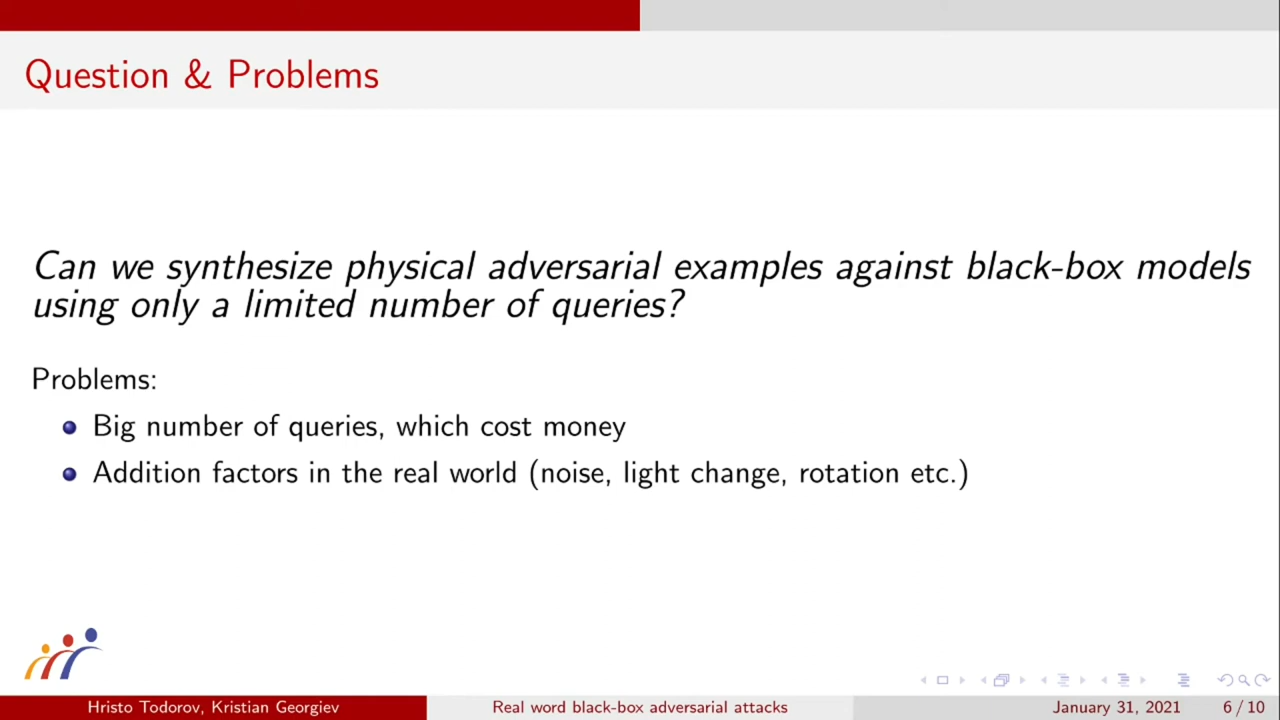 Question & Problems
Can we synthesize physical adversarial examples against black-box models
using only a limited number of queries?
Problems:
Big number of queries, which cost money
Addition factors in the real world (noise, light change, rotation etc.)
Hristo Todorov, Kristian Georgiev
Real word black-box adversarial attacks
January 31, 2021
6 / 10